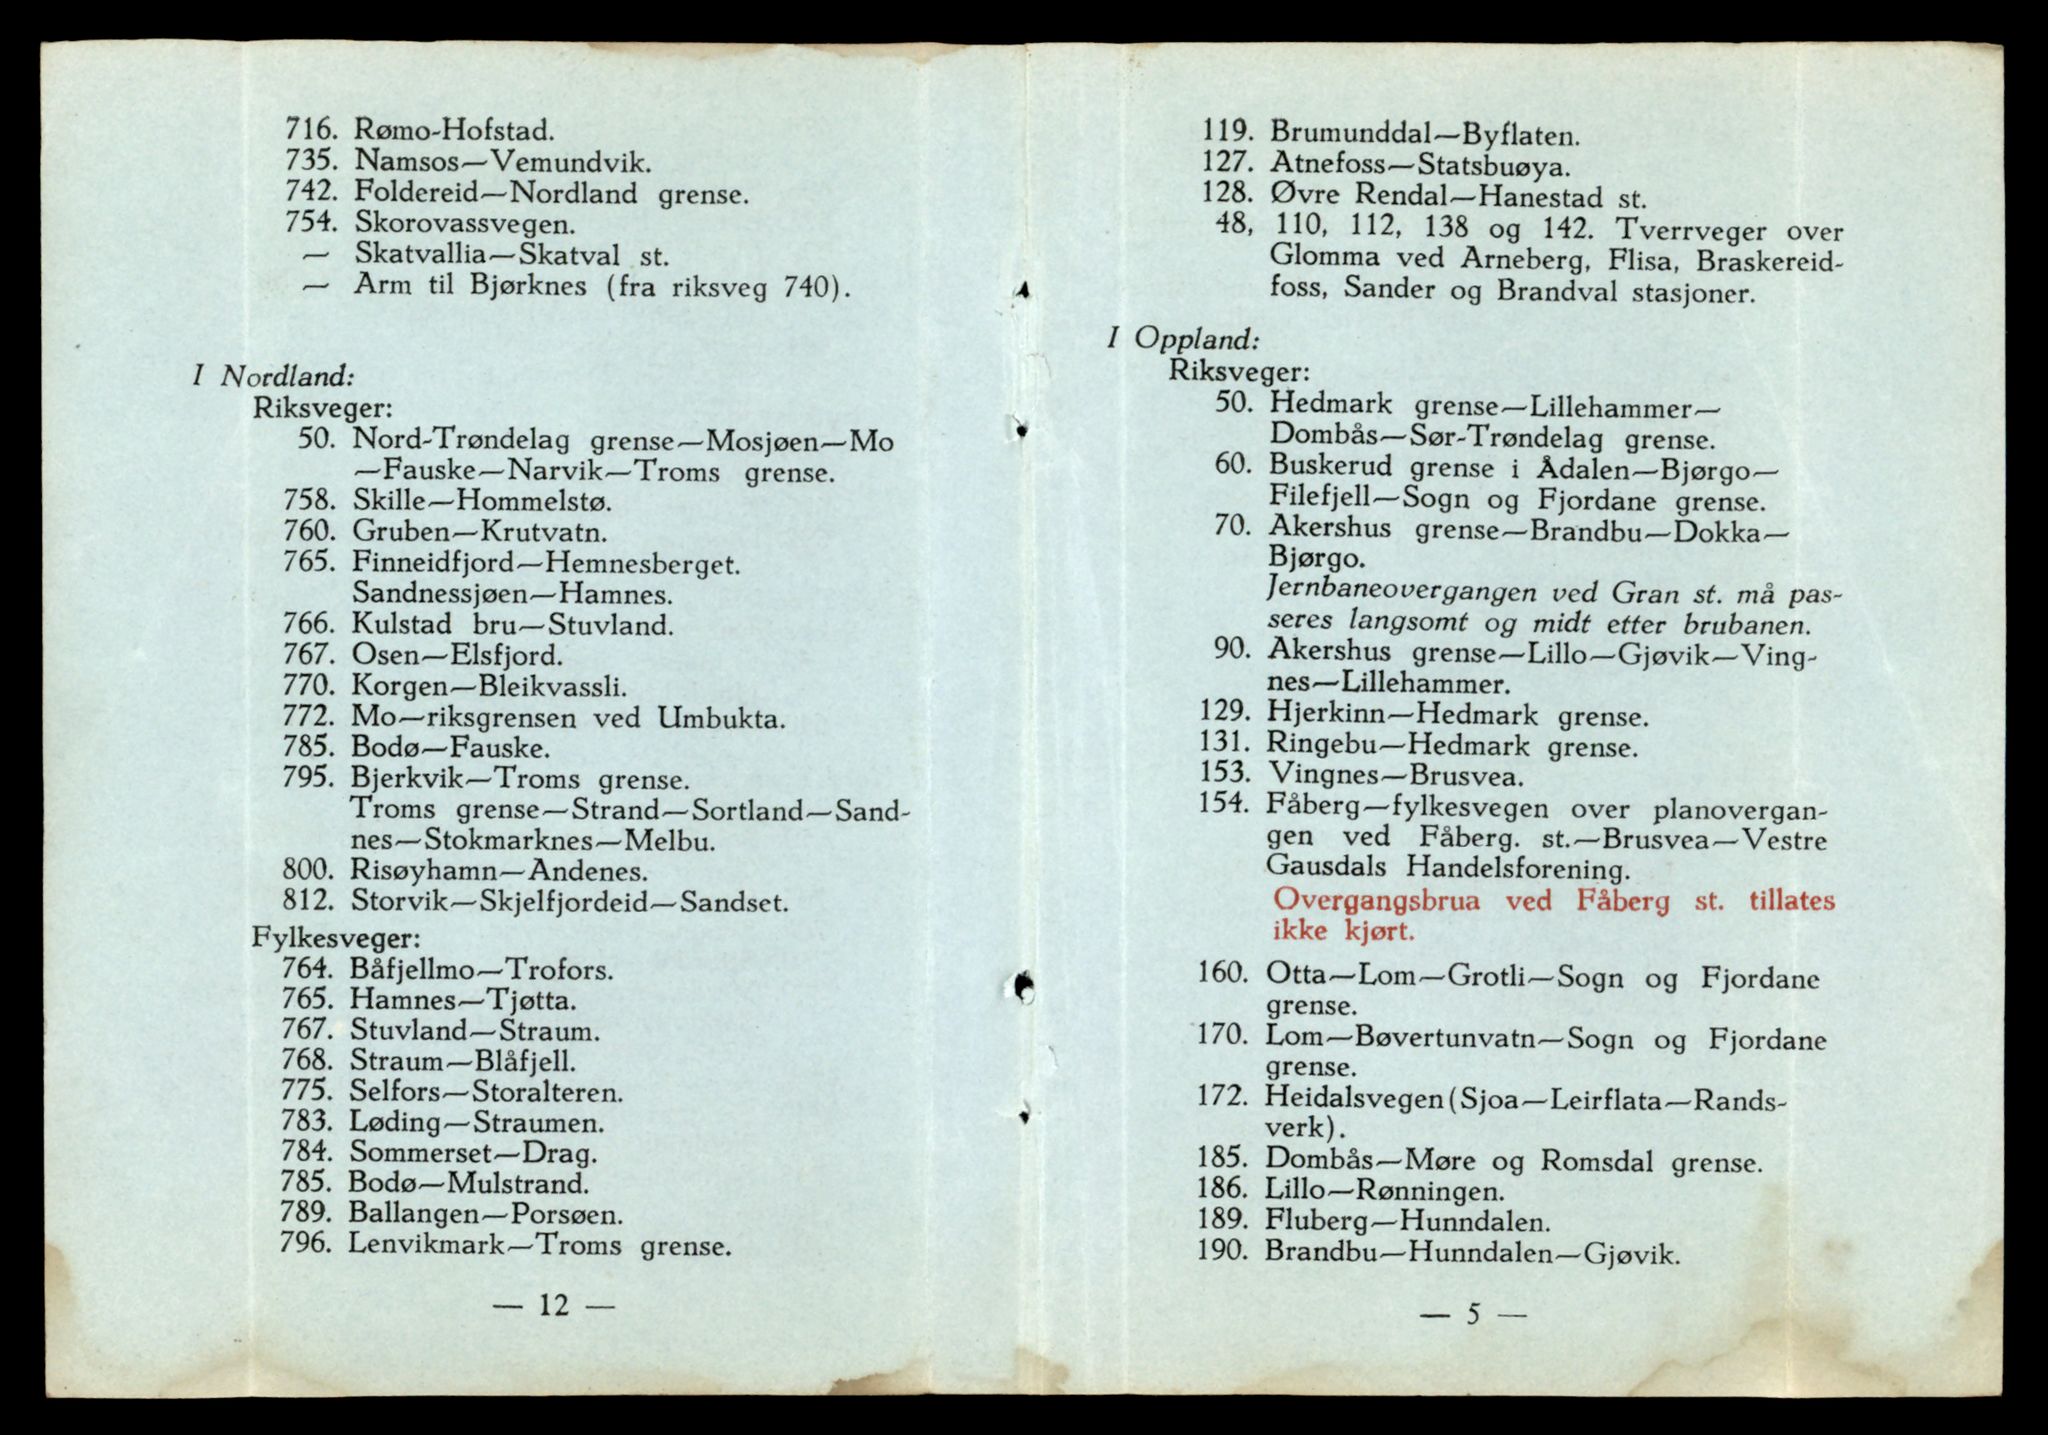 716. Rømo-Hofstad.
735. Namsos—Vemundvik.
742. Foldereid—Nordland grense.
754. Skorovassvegen.
— Skatvallia—Skatval st.
— Arm til Bjørknes (fra riksveg 740).
I Nordland:
Riksveger:
50. Nord-Trøndelag grense—Mosjøen—Mo
—Fauske—Narvik—Troms grense.
758. Skille—Hommelstø.
760. Gruben—Krutvatn.
765. Finneidfjord—Hemnesberget.
Sandnessjøen—Hamnes.
766. Kulstad bru—Stuvland.
767. Osen—Elsfjord.
770. Korgen—Bleikvassli.
772. Mo—riksgrensen ved Umbukta.
785. Bodø—Fauske.
795. Bjerkvik—Troms grense.
Troms grense—Strand—Sortland—Sand-
nes—Stokmarknes—Melbu.
800. Risøyhamn—Andenes.
812. Storvik—Skjelfjordeid—Sandset.
Fylkesveger:
764. Båfjellmo—Trofors.
765. Hamnes—Tjøtta.
767. Stuvland—Straum.
768. Straum—Blåfjell.
775. Selfors—Storalteren.
783. Løding—Straumen.
784. Sommerset—Drag.
785. Bodø—Mulstrand.
789. Ballangen—Porsøen.
796. Lenvikmark—Troms grense.
— 12 —
119. Brumunddal—Byflaten.
127. Atnefoss—Statsbuøya.
128. Øvre Rendal—Hanestad st.
48, 110, 112, 138 og 142. Tverrveger over
Glomma ved Arneberg, Flisa, Braskereid-
foss, Sander og Brandval stasjoner.
I Oppland:
Riksveger:
50. Hedmark grense—Lillehammer—
Dombås—Sør-Trøndelag grense.
60. Buskerud grense i Ådalen—Bjørgo—
Filefjell—Sogn og Fjordane grense.
70. Akershus grense—Brandbu—Dokka—
Bjørgo.
Jernbaneovergangen ved Gran st. må pas-
seres langsomt og midt etter brubanen.
90. Akershus grense—Lillo—Gjøvik—Ving-
nes—Lillehammer.
129. Hjerkinn—Hedmark grense.
131. Ringebu—Hedmark grense.
153. Vingnes—Brusvea.
154. Fåberg—fylkesvegen over planovergan-
gen ved Fåberg. st.—Brusvea—Vestre
Gausdals Handelsforening.
Overgangsbrua ved Fåberg st. tillates
ikke kjørt.
160. Otta—Lom—Grotli—Sogn og Fjordane
grense.
170. Lom—Bøvertunvatn—Sogn og Fjordane
grense.
172. Heidalsvegen (Sjoa—Leirflata—Rands-
verk).
185. Dombås—Møre og Romsdal grense.
186. Lillo—Rønningen.
189. Fluberg—Hunndalen.
190. Brandbu—Hunndalen—Gjøvik.
— 5 —